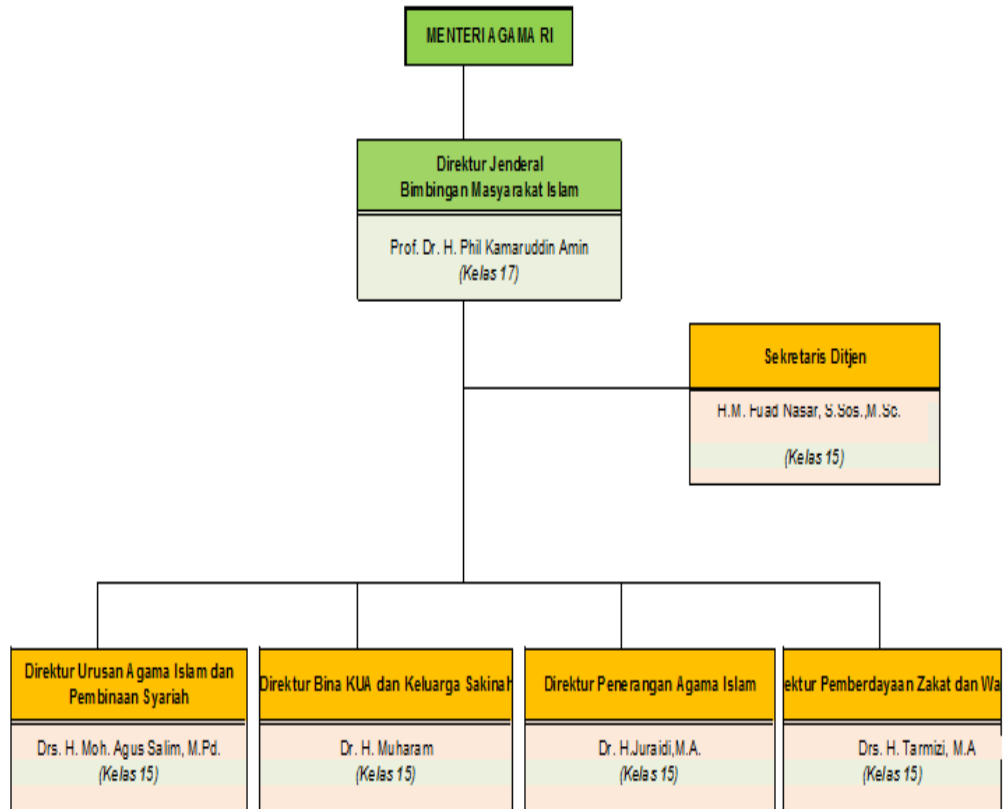 MENTERI AGAMA RI
Direktur Jenderal
Bimbingan Masyarakat Islam
Prof. Dr. H. Phil Kamaruddin Amin
(Kelas 17)
Sekretaris Ditjen
H.M. Fuad Nasar, S.Sos.,M.Sc.
(Kelas 15)
Direktur Urusan Agama Islam dan
Pembinaan Syariah
Drs. H. Moh. Agus Salim, M.Pd.
(Kelas 15)
Direktur Bina KUA dan Keluarga Sakinah
Dr. H. Muharam
(Kelas 15)
Direktur Penerangan Agama Islam
Dr. H.Juraidi,M.A.
(Kelas 15)
ektur Pemberdayaan Zakat dan Wa
Drs. H. Tarmizi, M.A
(Kelas 15)